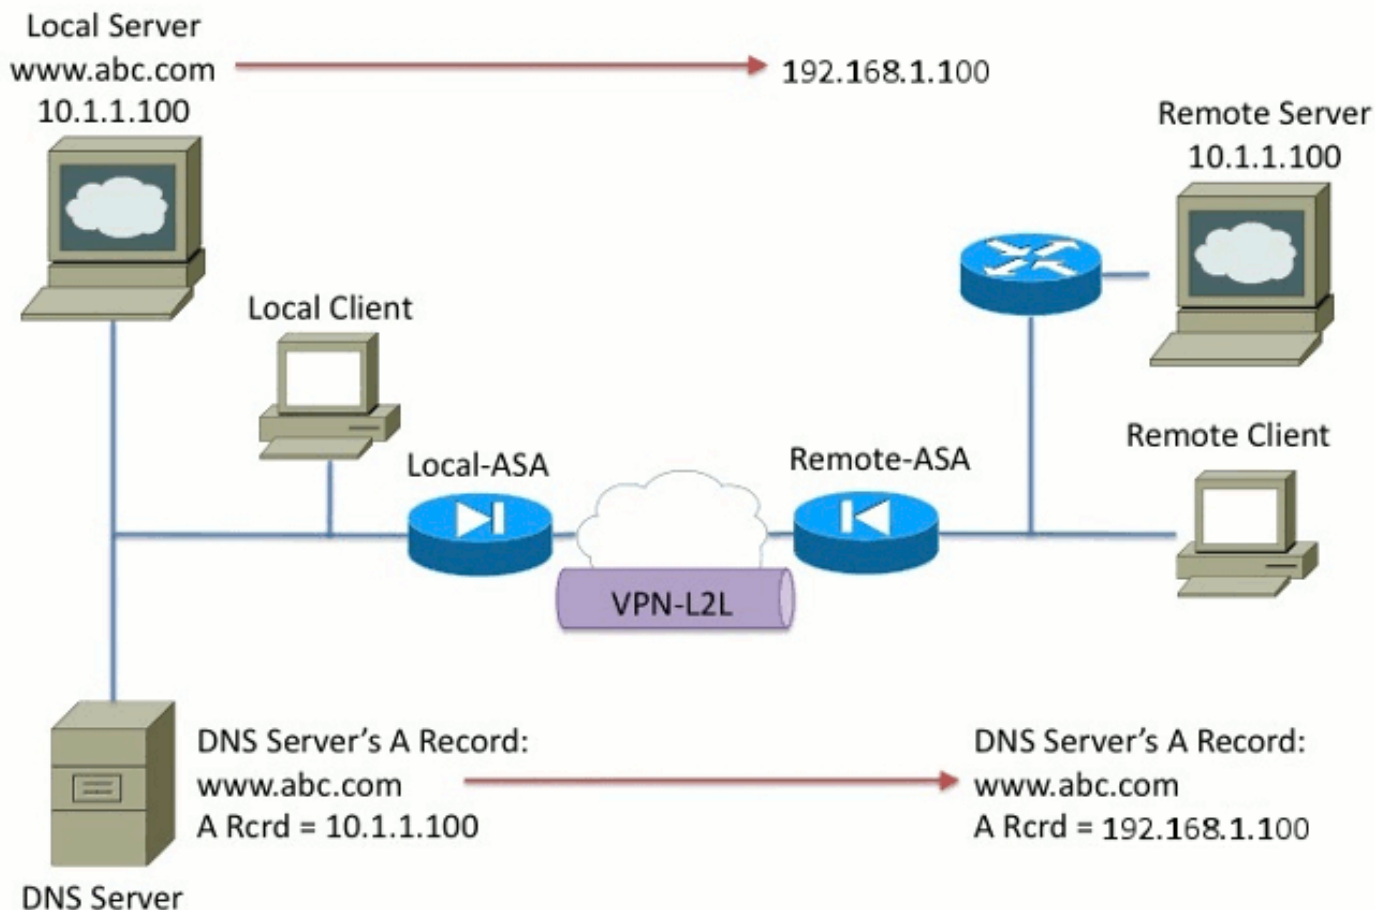 Local Server
www.abc.com
10.1.1.100
192.168.1.100
Remote Server
10.1.1.100
Local Client
Local-ASA
Remote-ASA
Remote Client
VPN-L2L
DNS Server's A Record:
www.abc.com
A Rcrd = 10.1.1.100
DNS Server's A Record:
www.abc.com
A Rcrd = 192.168.1.100
DNS Server